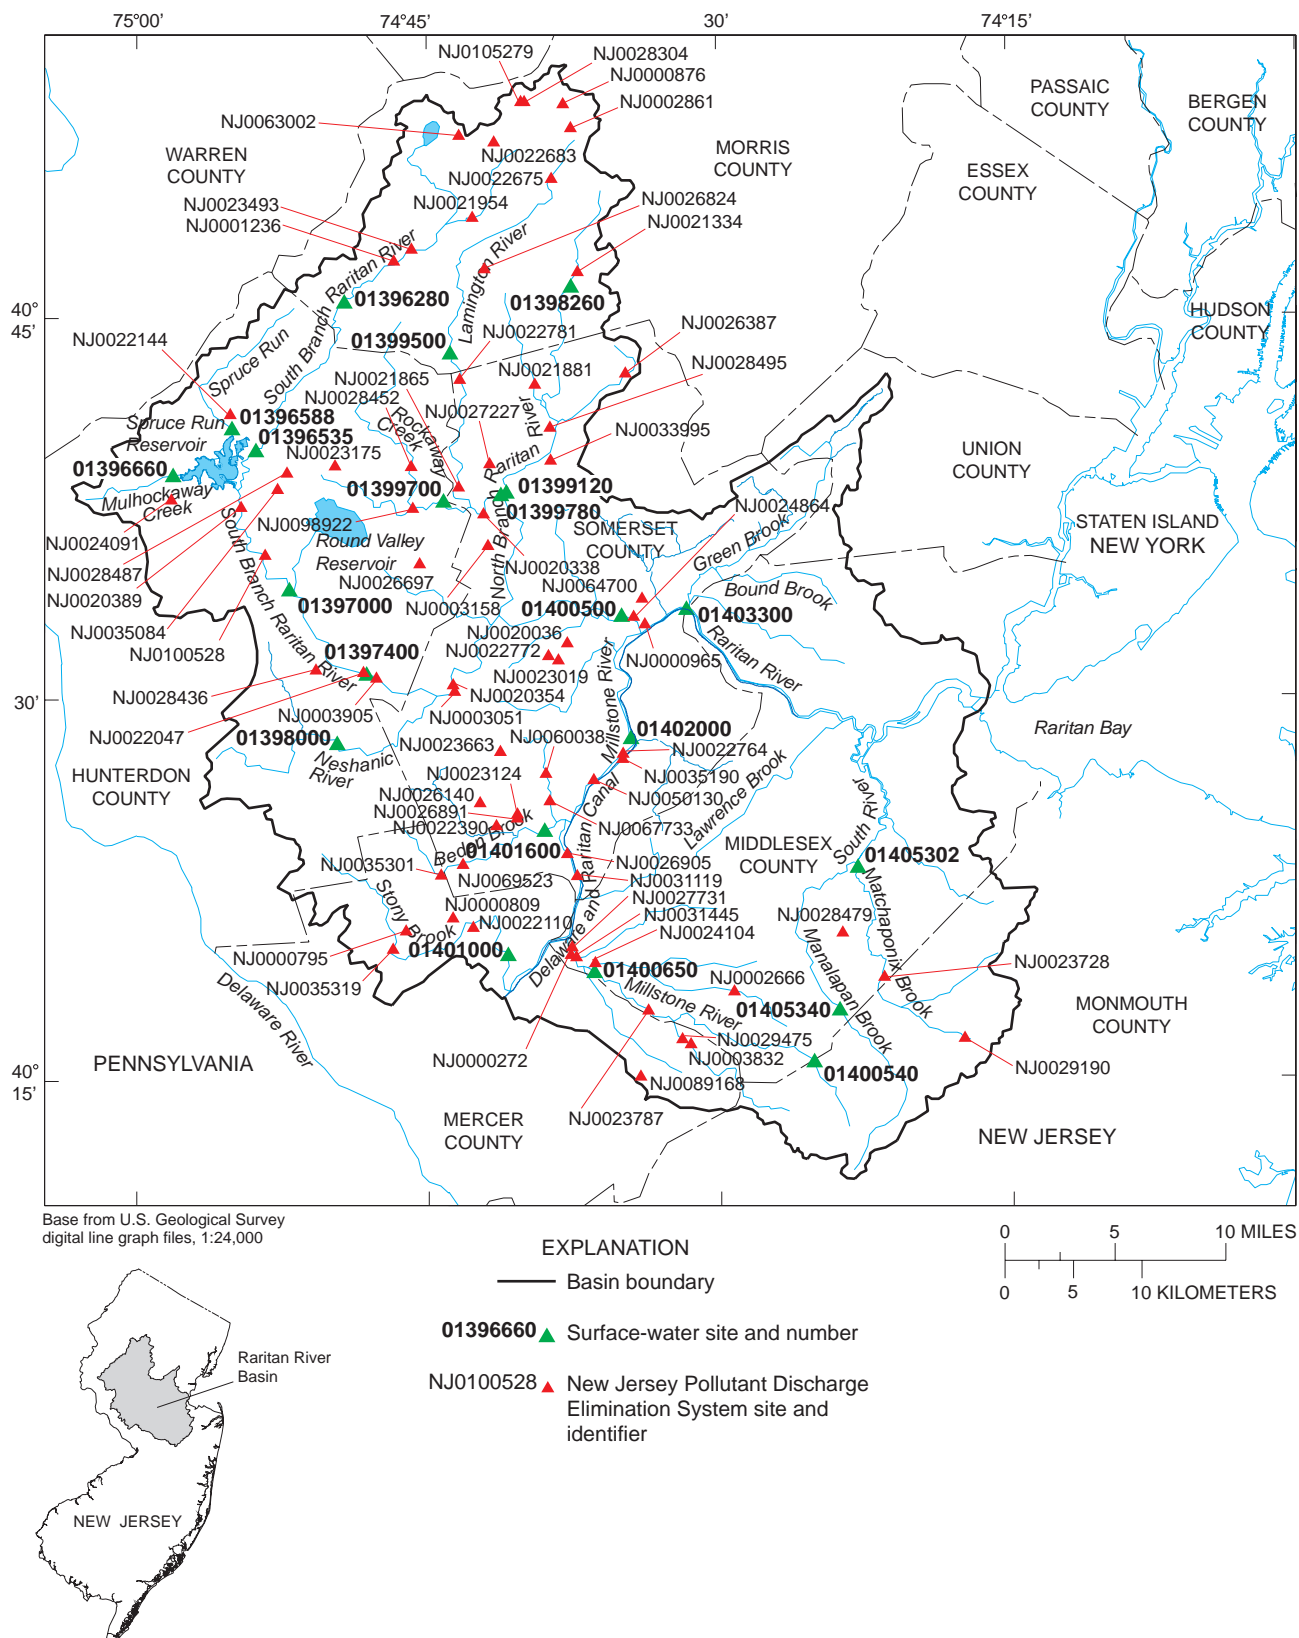 75°00'
74°45'
30'
74°15'
NJ0105279
NJ0028304
NJ0000876
NJ0002861
PASSAIC
COUNTY
BERGEN
COUNTY
NJ0063002
WARREN
COUNTY
NJ0022683
MORRIS
COUNTY
ESSEX
COUNTY
NJ0022675
NJ0023493
NJ0021954
NJ0026824
NJ0001236
NJ0021334
South Branch Raritan River
Lamington River
01396280
01398260
40°
45'
HUDSON
COUNTY
NJ0022144
Spruce Run
01399500
NJ0022781
NJ0026387
NJ0021865
NJ0021881
NJ0028495
NJ0028452
NJ0027227
Rockaway
Creek
01396588
Spruce Run
Reservoir
01396535
NJ0033995
NJ0023175
UNION
COUNTY
01396660
01399700
North Branch Raritan River
01399120
Mulhockaway
Creek
01399780
NJ0024864
NJ0098922
SOMERSET
COUNTY
STATEN ISLAND
NEW YORK
NJ0024091
Round Valley
Reservoir
Green Brook
NJ0028487
NJ0020338
NJ0026697
NJ0064700
Bound Brook
NJ0020389
South Branch Raritan River
01397000
NJ0003158
01400500
01403300
NJ0035084
NJ0020036
NJ0100528
01397400
NJ0022772
NJ0000965
Raritan River
NJ0023019
NJ0028436
NJ0020354
30'
NJ0003905
NJ0003051
Millstone River
Raritan Bay
NJ0022047
01398000
NJ0060038
01402000
NJ0023663
NJ0022764
Neshanic
River
HUNTERDON
COUNTY
NJ0023124
NJ0035190
NJ0026140
NJ0050130
NJ0026891
Lawrence Brook
South River
NJ0022390
NJ0067733
Beden Brook
MIDDLESEX
COUNTY
01401600
01405302
NJ0035301
NJ0026905
NJ0069523
NJ0031119
NJ0027731
Stony Brook
NJ0000809
NJ0031445
NJ0028479
NJ0022110
NJ0024104
Matchaponix Brook
01401000
Delaware and Raritan Canal
NJ0000795
01400650
NJ0023728
NJ0002666
NJ0035319
Millstone River
Manalapan Brook
MONMOUTH
COUNTY
Delaware River
01405340
NJ0029475
PENNSYLVANIA
NJ0000272
NJ0003832
01400540
NJ0029190
40°
15'
NJ0089168
NJ0023787
MERCER
COUNTY
NEW JERSEY
Base from U.S. Geological Survey
digital line graph files, 1:24,000
0 5 10 MILES
0 5 10 KILOMETERS
EXPLANATION
Basin boundary
01396660 Surface-water site and number
NJ0100528 New Jersey Pollutant Discharge
Elimination System site and
identifier
Raritan River
Basin
NEW JERSEY